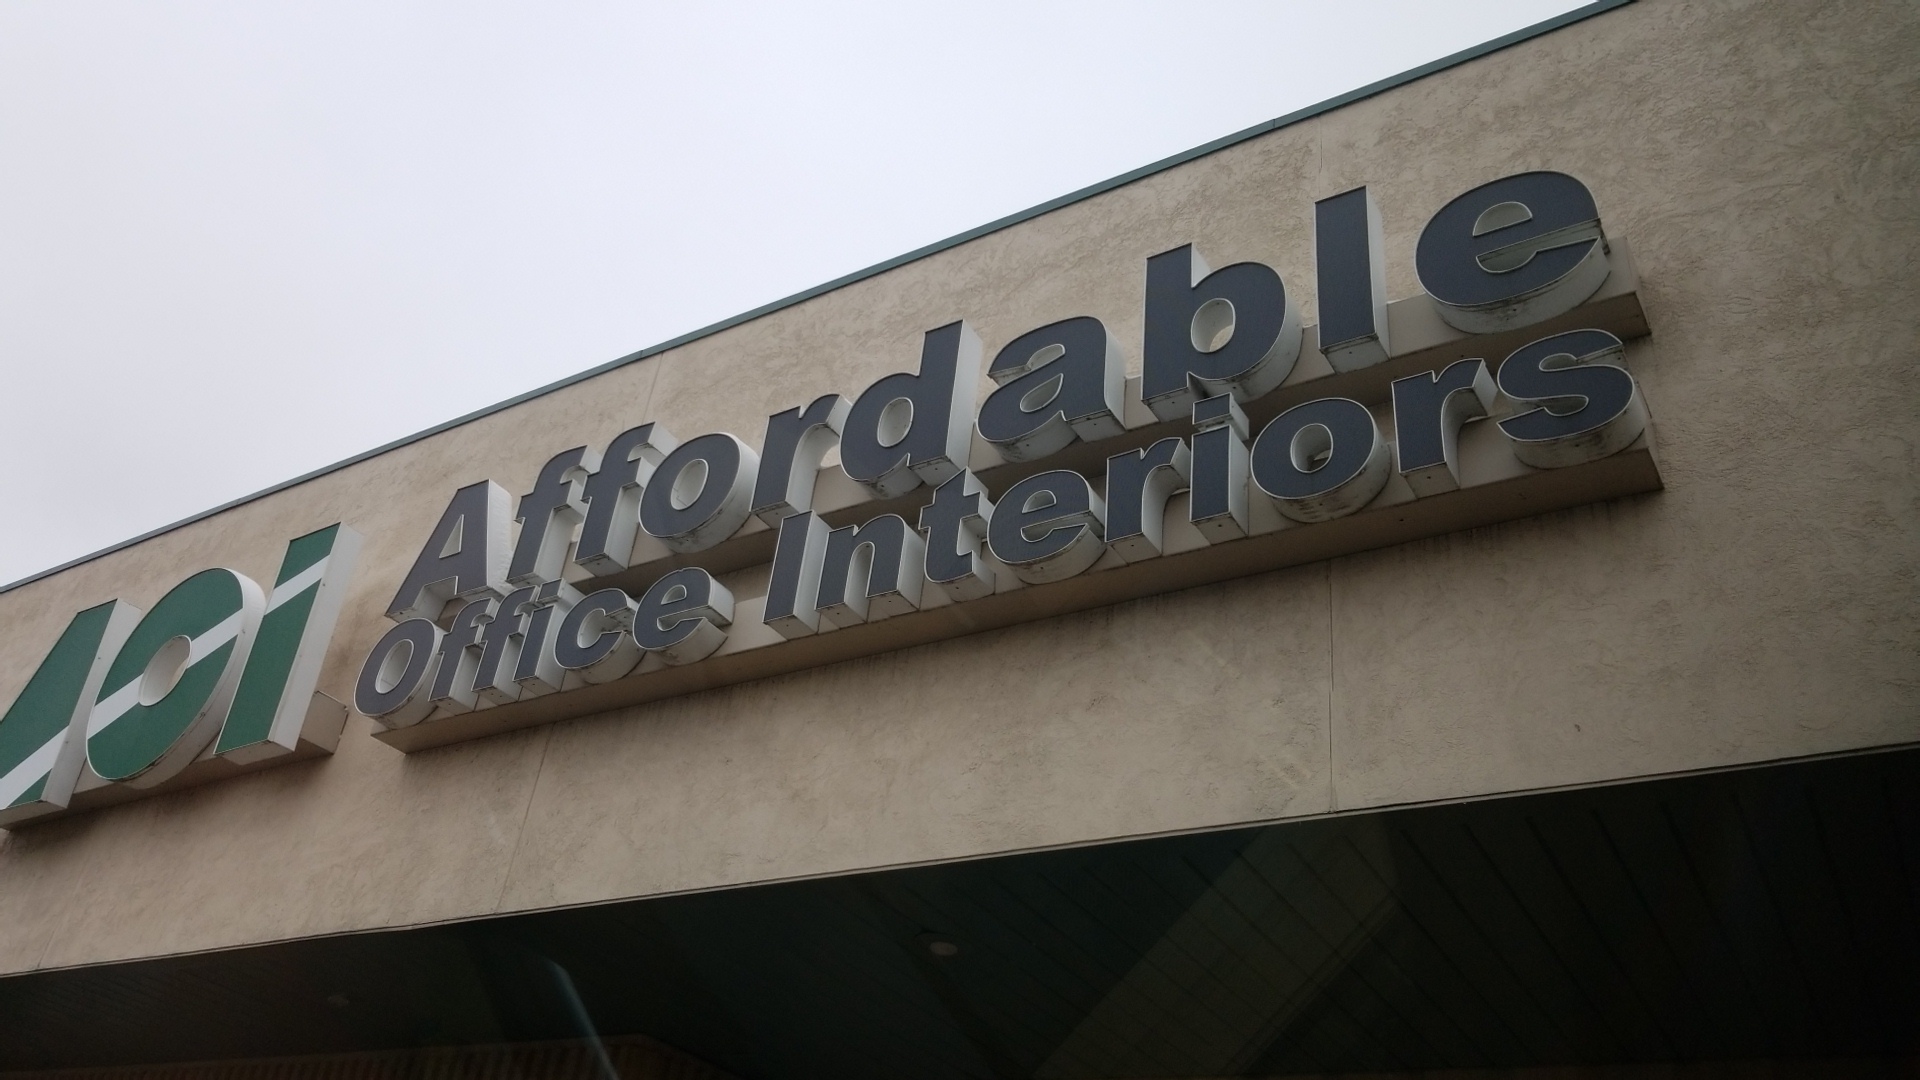 AOi
Affordable
Office Interiors